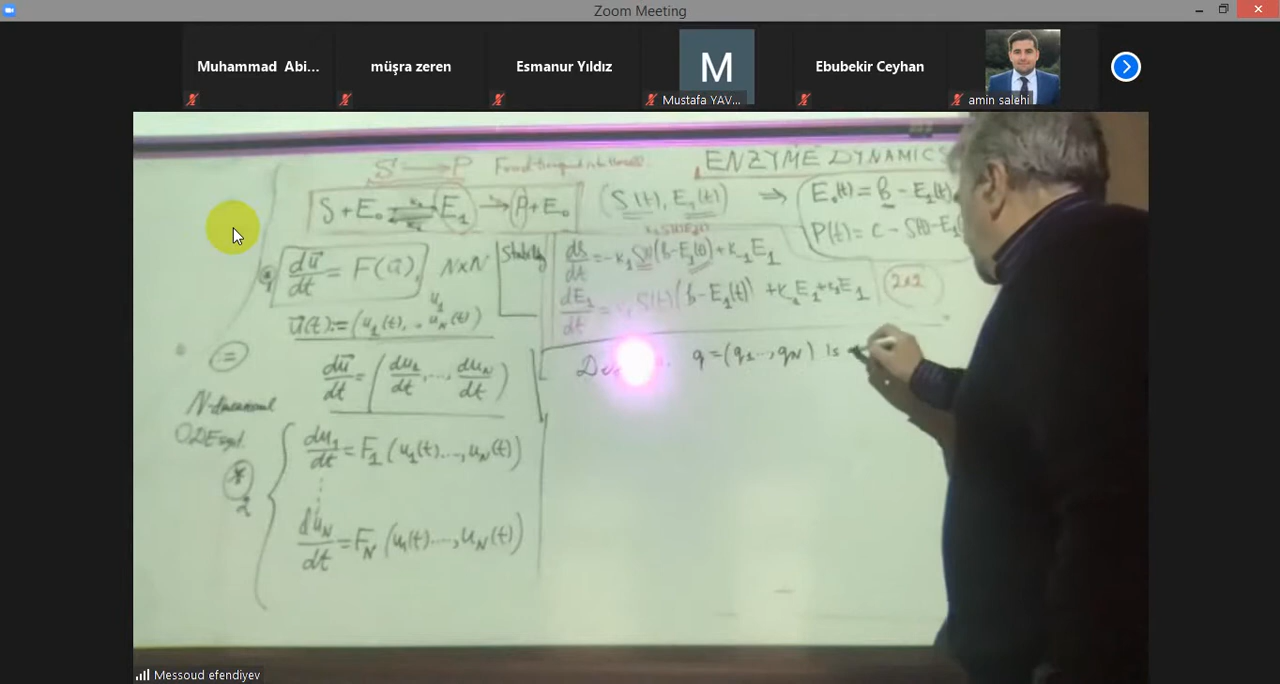 Zoom Meeting
Muhammad Abi...
müşra zeren
Esmanur Yıldız
M
Mustafa YAV...
Ebubekir Ceyhan
amin salehi
S → P
ENZYME DYNAMICS
S + E₀ ⇌ E₁ → P + E₀ (S(t), E₁(t)) ⇒ E₀(t) = b - E₁(t)
P(t) = c - S(t) - E₁
* du⃗/dt = F(u⃗), N×N
Stability
dS/dt = -k₁ S(t)(b - E₁(t)) + k₋₁E₁
dE₁/dt = S(t)(b - E₁(t)) + k₋₁E₁ + k₂E₁
2x2
u⃗(t) := (u₁(t), .., u_N(t))
:=
du⃗/dt = (du₁/dt, ..., du_N/dt)
q = (q₁ ..., q_N) is
N-dimensional
ODE syst.
*
2
du₁/dt = F₁(u₁(t) ..., u_N(t))
du_N/dt = F_N(u₁(t) ..., u_N(t))
Messoud efendiyev